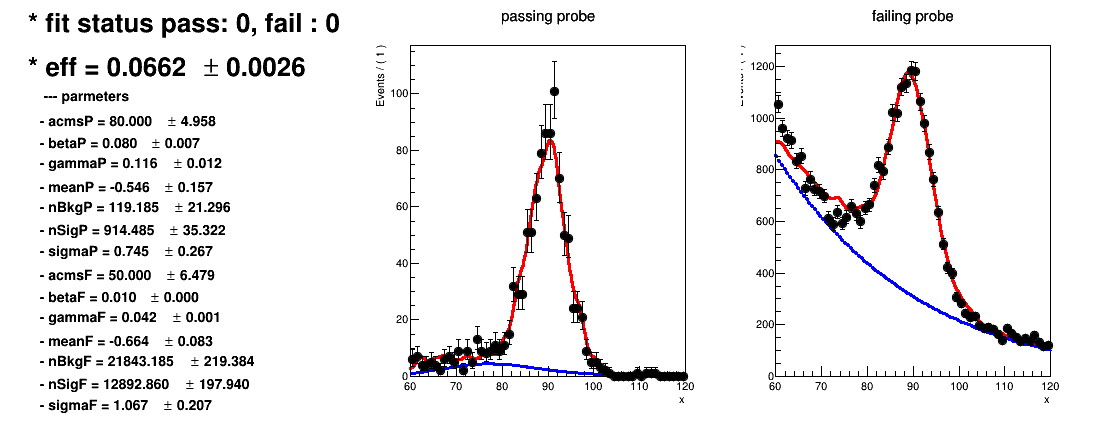 * fit status pass: 0, fail : 0
* eff = 0.0662 ± 0.0026
--- parmeters
- acmsP = 80.000 ± 4.958
- betaP = 0.080 ± 0.007
- gammaP = 0.116 ± 0.012
- meanP = -0.546 ± 0.157
- nBkgP = 119.185 ± 21.296
- nSigP = 914.485 ± 35.322
- sigmaP = 0.745 ± 0.267
- acmsF = 50.000 ± 6.479
- betaF = 0.010 ± 0.000
- gammaF = 0.042 ± 0.001
- meanF = -0.664 ± 0.083
- nBkgF = 21843.185 ± 219.384
- nSigF = 12892.860 ± 197.940
- sigmaF = 1.067 ± 0.207
passing probe
Events / ( 1 )
100
80
60
40
20
0
60 70 80 90 100 110 120
x
failing probe
Events / ( 1 )
1200
1000
800
600
400
200
0
60 70 80 90 100 110 120
x